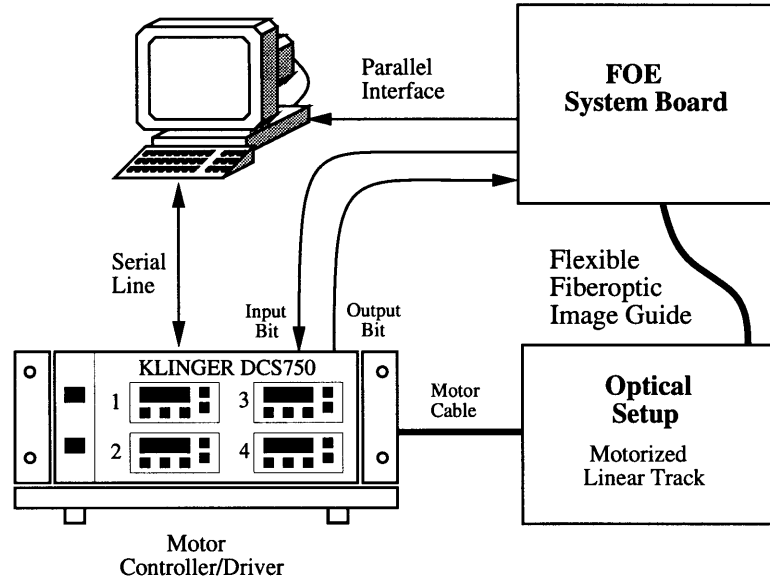 Parallel
Interface
FOE
System Board
Serial
Line
Input
Bit
Output
Bit
Flexible
Fiberoptic
Image Guide
KLINGER DCS750
1
3
2
4
Motor
Cable
Optical
Setup
Motorized
Linear Track
Motor
Controller/Driver